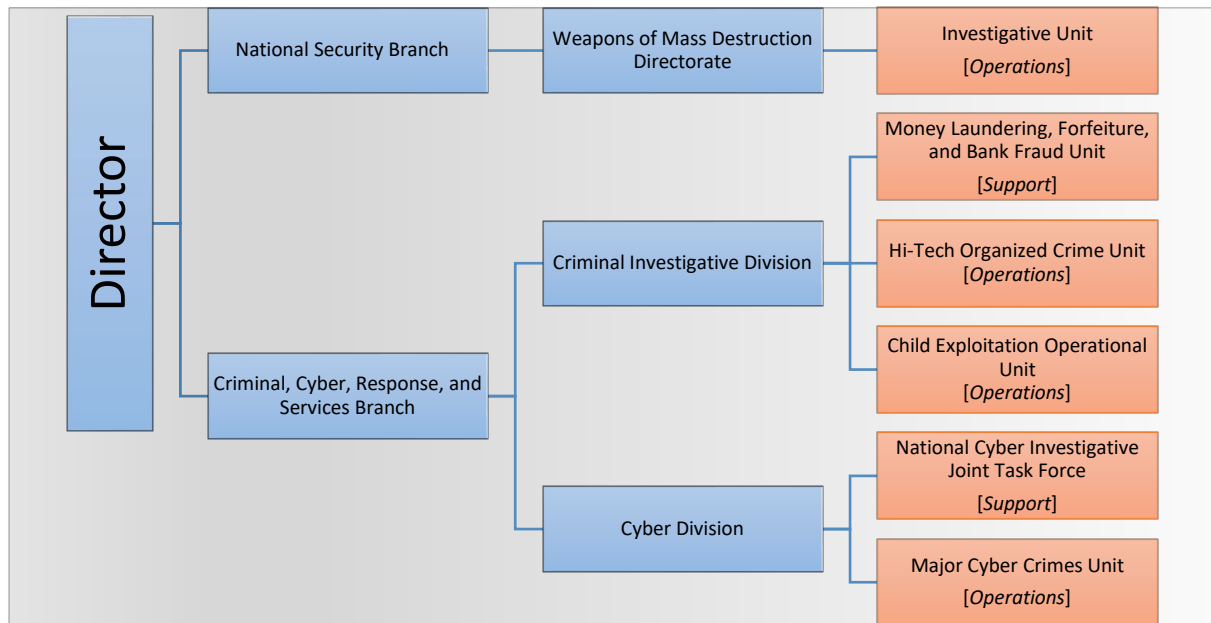 Director
National Security Branch
Weapons of Mass Destruction
Directorate
Investigative Unit
[Operations]
Criminal, Cyber, Response, and
Services Branch
Criminal Investigative Division
Money Laundering, Forfeiture,
and Bank Fraud Unit
[Support]
Hi-Tech Organized Crime Unit
[Operations]
Child Exploitation Operational
Unit
[Operations]
Cyber Division
National Cyber Investigative
Joint Task Force
[Support]
Major Cyber Crimes Unit
[Operations]